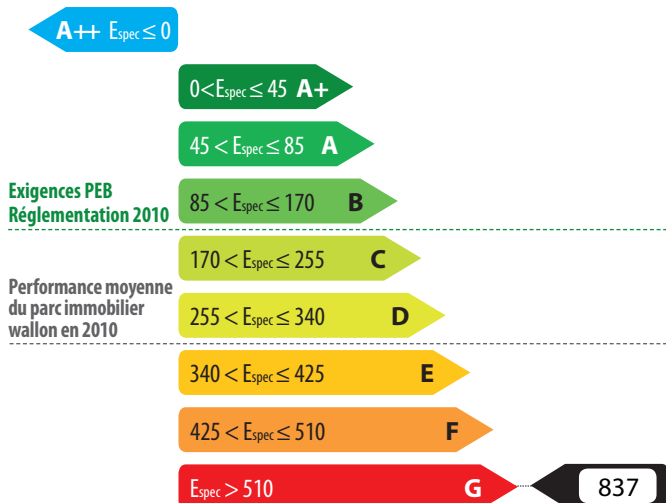 A++ Espec ≤ 0
0<Espec ≤ 45 A+
45 < Espec ≤ 85 A
Exigences PEB
Réglementation 2010
85 < Espec ≤ 170 B
170 < Espec ≤ 255 C
Performance moyenne
du parc immobilier
wallon en 2010
255 < Espec ≤ 340 D
340 < Espec ≤ 425 E
425 < Espec ≤ 510 F
Espec > 510 G 837